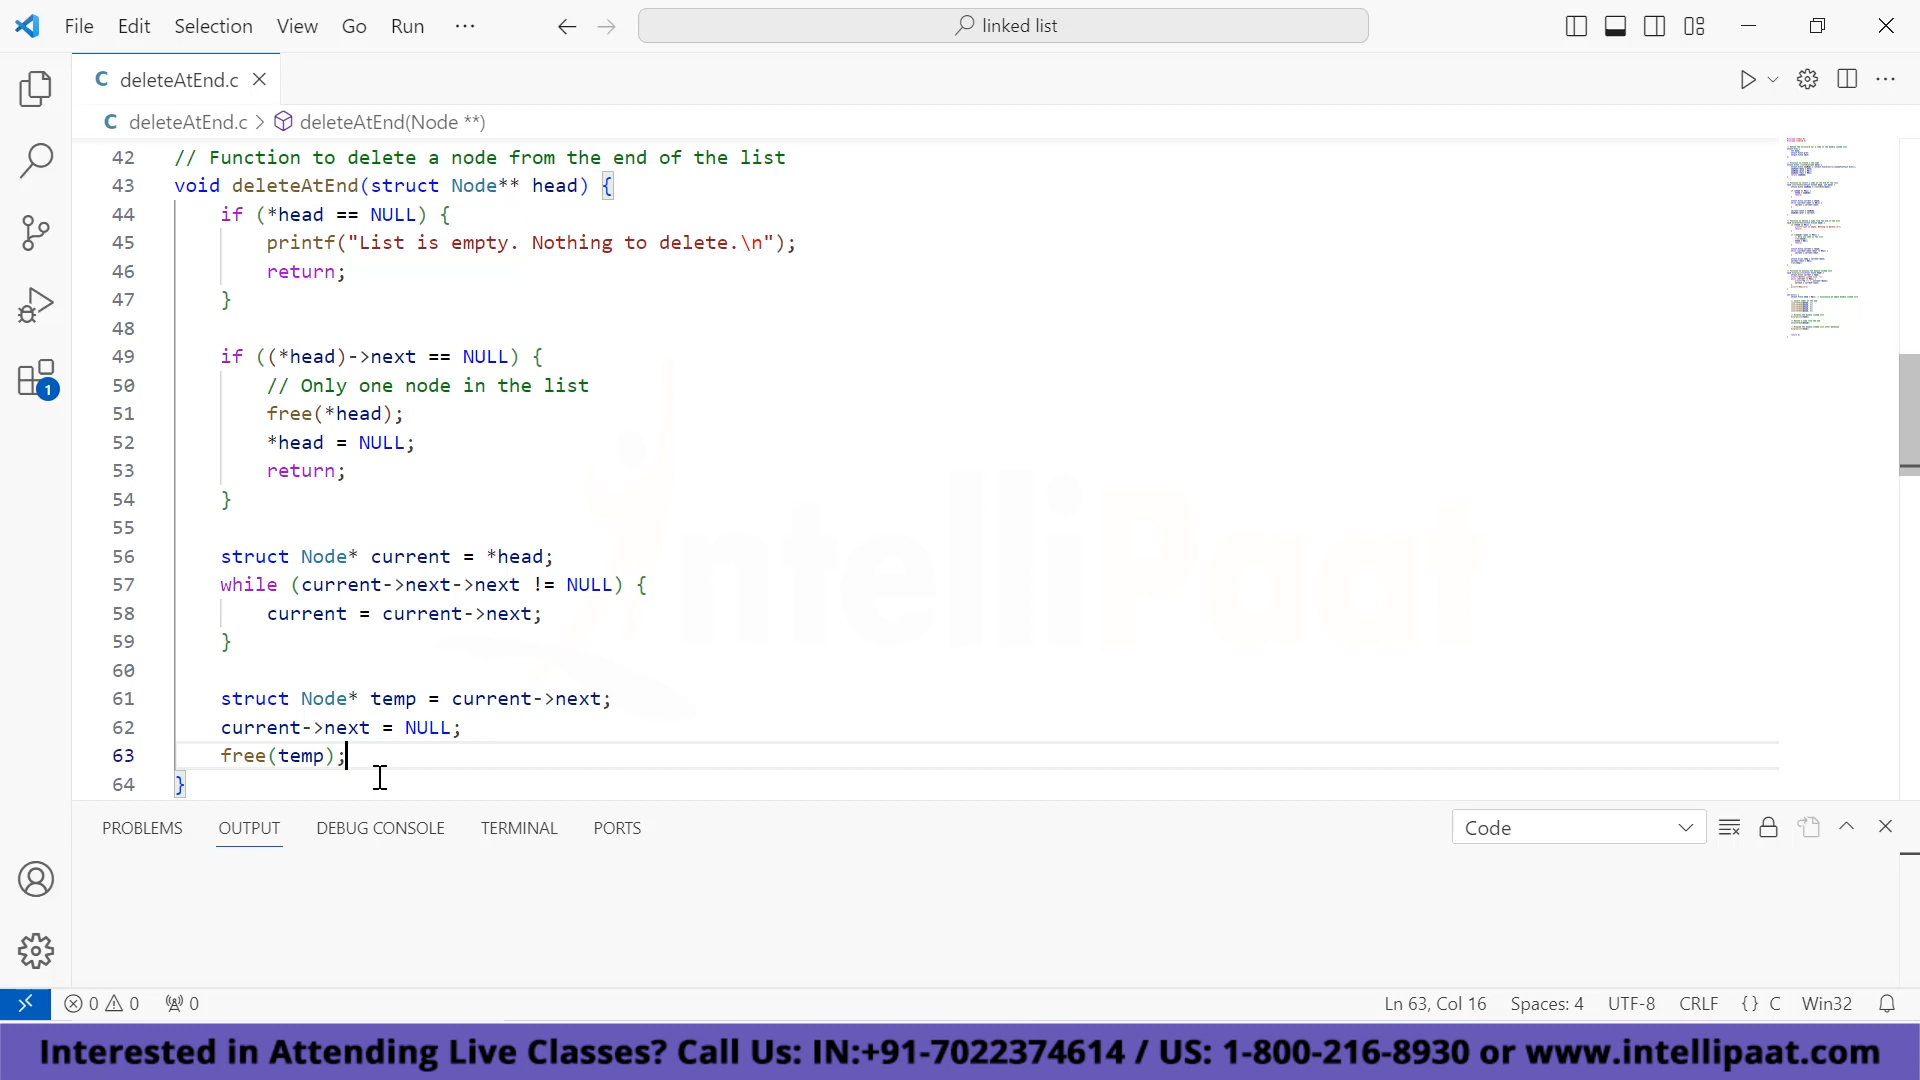 File Edit Selection View Go Run ··· linked list
C deleteAtEnd.c
C deleteAtEnd.c > deleteAtEnd(Node **)
42 // Function to delete a node from the end of the list
43 void deleteAtEnd(struct Node** head) {
44 if (*head == NULL) {
45 printf("List is empty. Nothing to delete.\n");
46 return;
47 }
48
49 if ((*head)->next == NULL) {
50 // Only one node in the list
51 free(*head);
52 *head = NULL;
53 return;
54 }
55
56 struct Node* current = *head;
57 while (current->next->next != NULL) {
58 current = current->next;
59 }
60
61 struct Node* temp = current->next;
62 current->next = NULL;
63 free(temp);
64 }
1
IntelliPaat
PROBLEMS OUTPUT DEBUG CONSOLE TERMINAL PORTS Code
0 0 0 Ln 63, Col 16 Spaces: 4 UTF-8 CRLF {} C Win32
Interested in Attending Live Classes? Call Us: IN:+91-7022374614 / US: 1-800-216-8930 or www.intellipaat.com